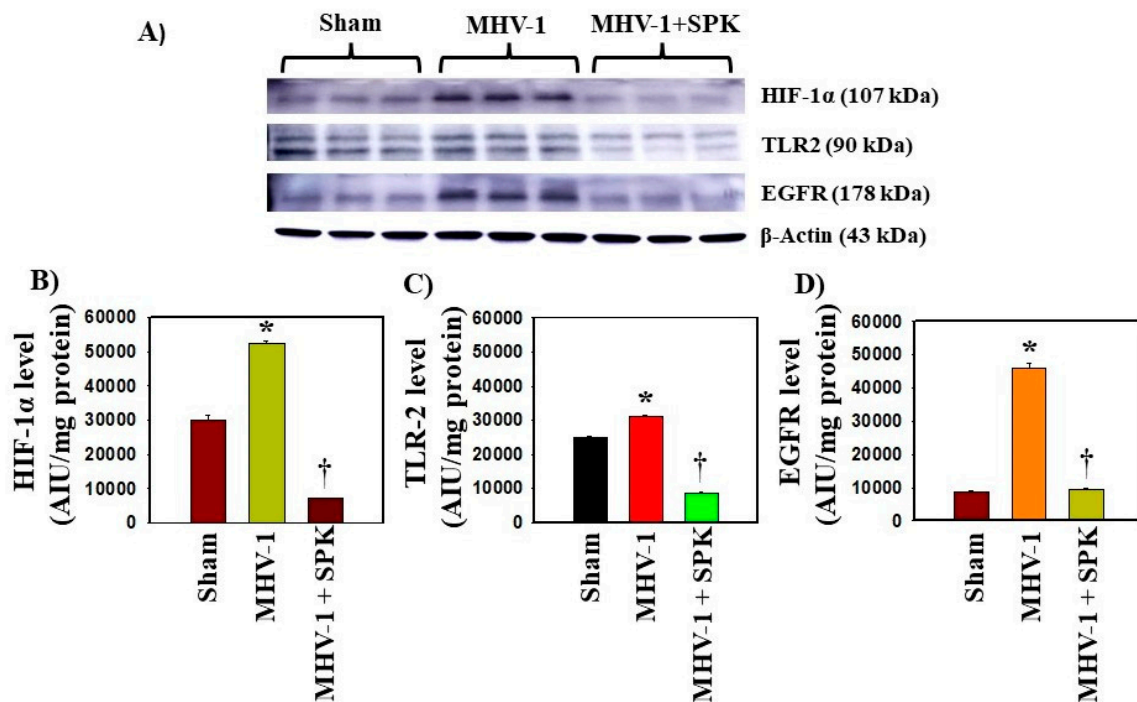 A)
Sham MHV-1 MHV-1+SPK
HIF-1α (107 kDa)
TLR2 (90 kDa)
EGFR (178 kDa)
β-Actin (43 kDa)
B)
HIF-1α level
(AIU/mg protein)
60000
50000
40000
30000
20000
10000
0
*
†
Sham
MHV-1
MHV-1 + SPK
C)
TLR-2 level
(AIU/mg protein)
60000
50000
40000
30000
20000
10000
0
*
†
Sham
MHV-1
MHV-1 + SPK
D)
EGFR level
(AIU/mg protein)
60000
50000
40000
30000
20000
10000
0
*
†
Sham
MHV-1
MHV-1 + SPK